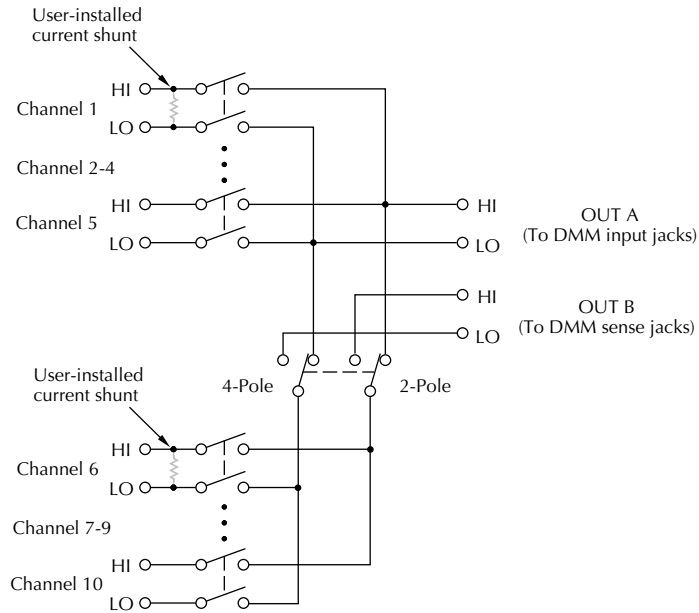 User-installed
current shunt
HI
Channel 1
LO
Channel 2-4
HI
Channel 5
LO
HI
OUT A
(To DMM input jacks)
LO
HI
OUT B
(To DMM sense jacks)
LO
User-installed
current shunt
4-Pole
2-Pole
HI
Channel 6
LO
Channel 7-9
HI
Channel 10
LO